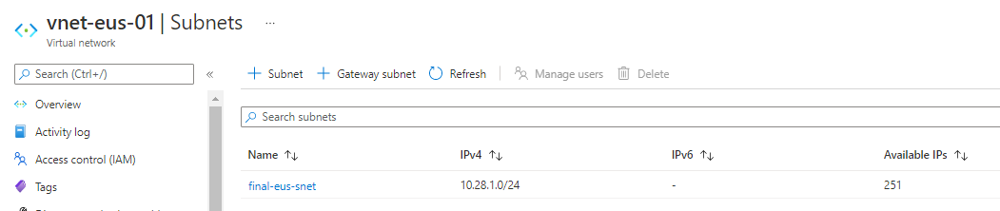 vnet-eus-01 | Subnets ...
Virtual network
Search (Ctrl+/) «
+ Subnet + Gateway subnet Refresh Manage users Delete
Overview
Activity log
Access control (IAM)
Tags
Search subnets
Name ↑↓ IPv4 ↑↓ IPv6 ↑↓ Available IPs ↑↓
final-eus-snet 10.28.1.0/24 - 251